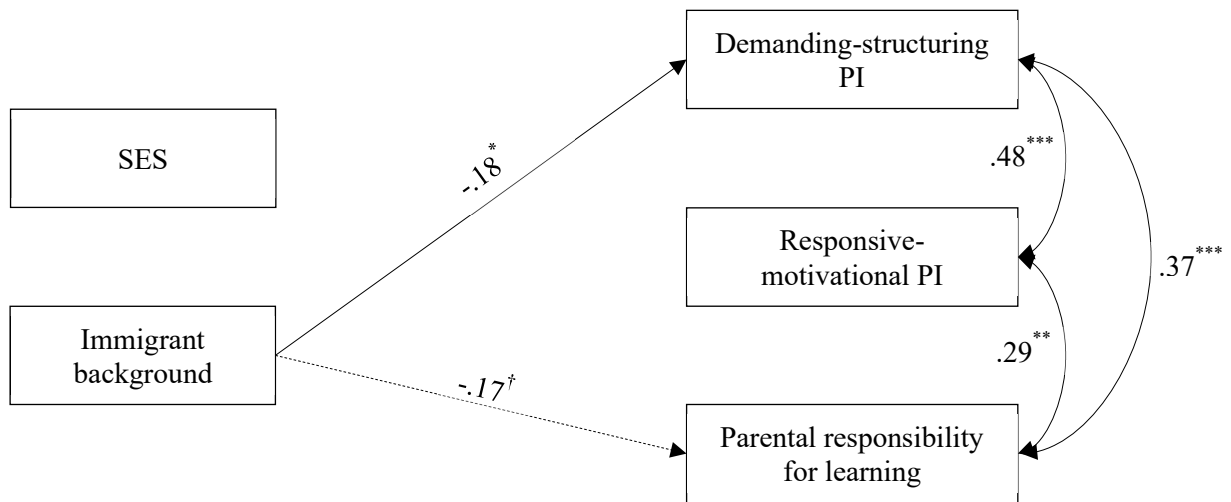 Demanding-structuring
PI
SES
-.18*
.48***
Responsive-
motivational PI
.37***
Immigrant
background
.29**
-.17†
Parental responsibility
for learning